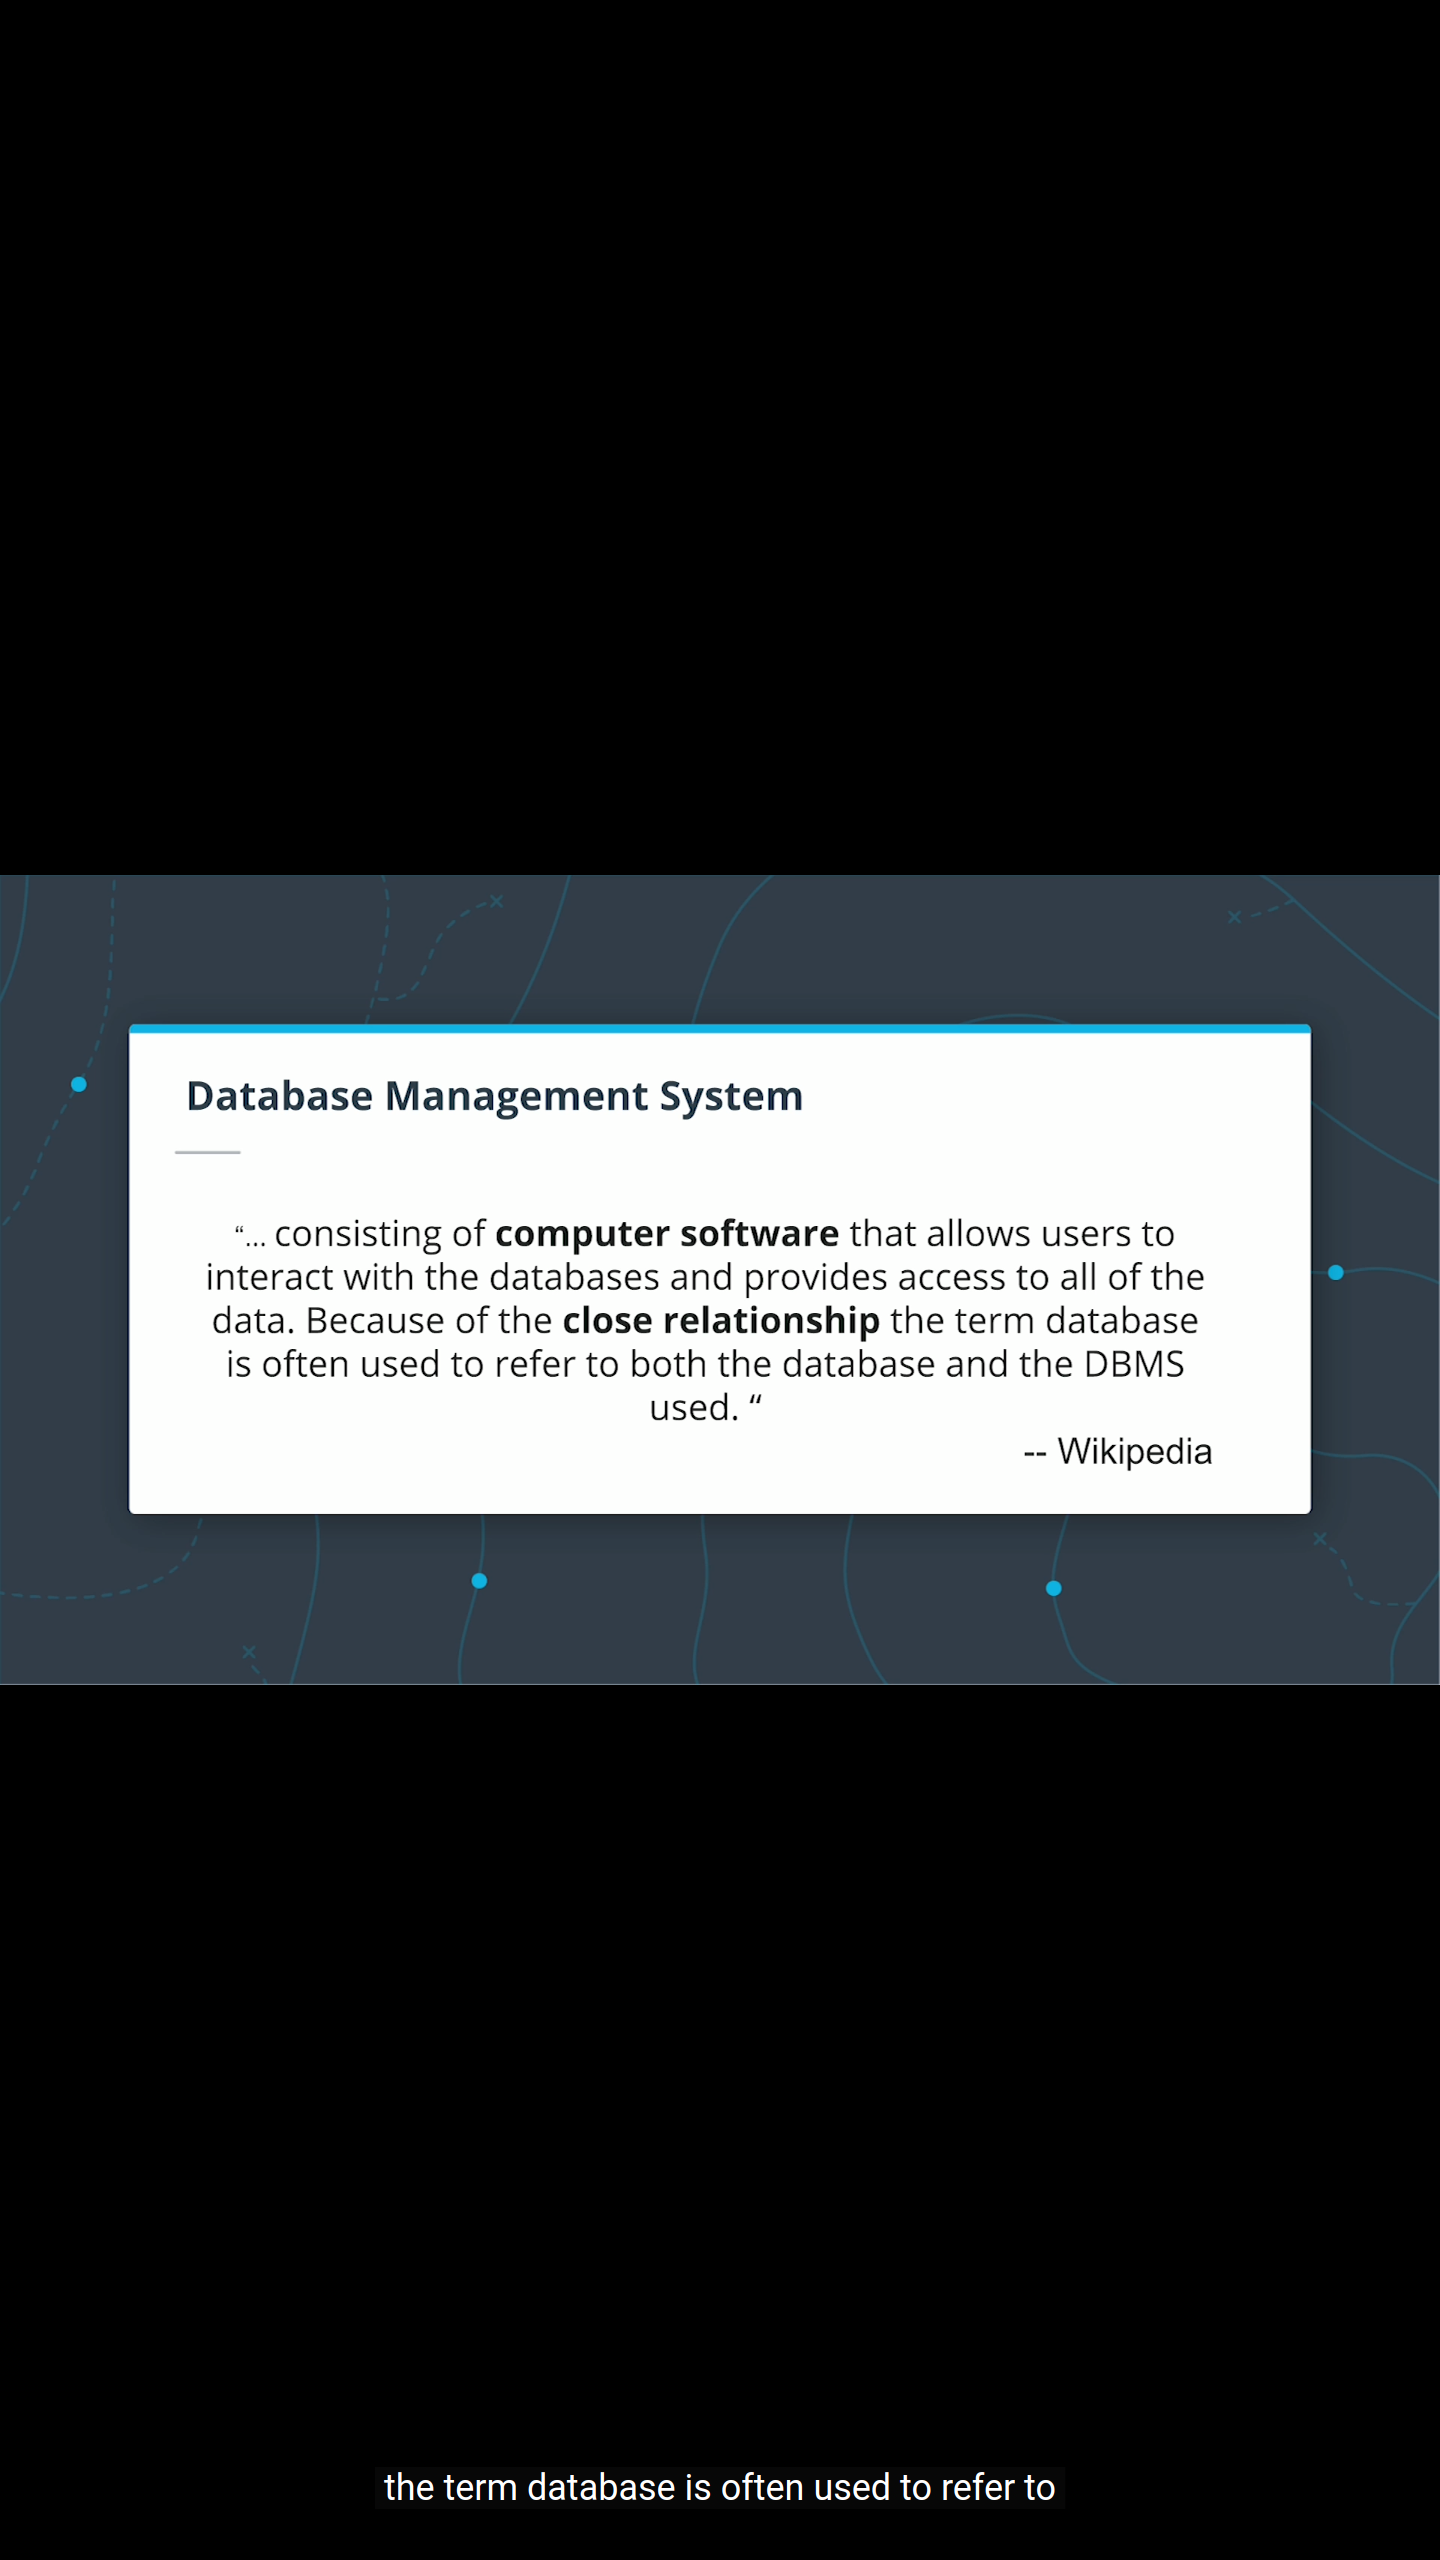 Database Management System
“... consisting of computer software that allows users to
interact with the databases and provides access to all of the
data. Because of the close relationship the term database
is often used to refer to both the database and the DBMS
used. “
-- Wikipedia
the term database is often used to refer to